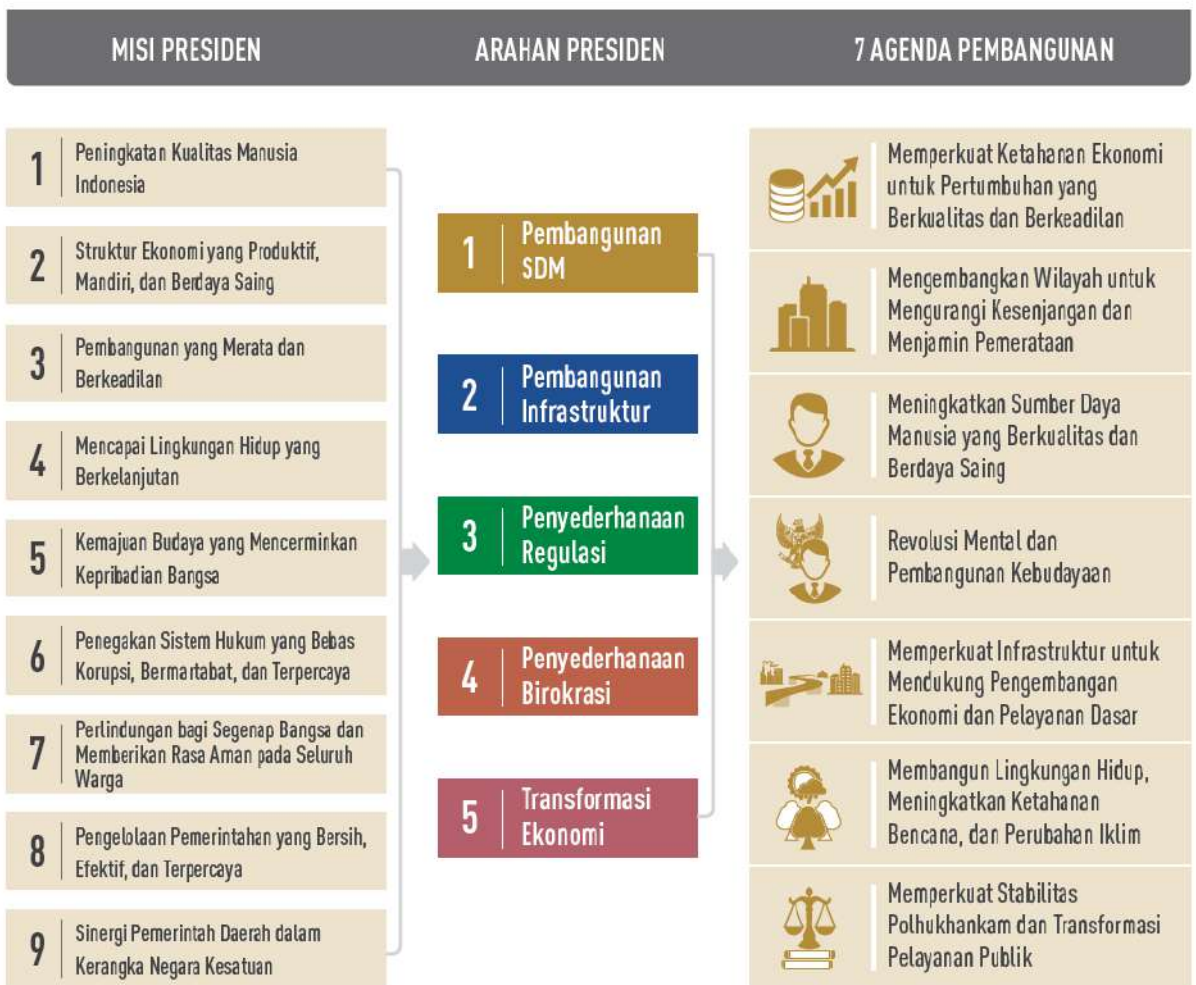 MISI PRESIDEN
ARAHAN PRESIDEN
7 AGENDA PEMBANGUNAN
1
Peningkatan Kualitas Manusia
Indonesia
2
Struktur Ekonomi yang Produktif,
Mandiri, dan Berdaya Saing
3
Pembangunan yang Merata dan
Berkeadilan
4
Mencapai Lingkungan Hidup yang
Berkelanjutan
5
Kemajuan Budaya yang Mencerminkan
Kepribadian Bangsa
6
Penegakan Sistem Hukum yang Bebas
Korupsi, Bermartabat, dan Terpercaya
7
Perlindungan bagi Segenap Bangsa dan
Memberikan Rasa Aman pada Seluruh
Warga
8
Pengelolaan Pemerintahan yang Bersih,
Efektif, dan Terpercaya
9
Sinergi Pemerintah Daerah dalam
Kerangka Negara Kesatuan
1
Pembangunan
SDM
2
Pembangunan
Infrastruktur
3
Penyederhanaan
Regulasi
4
Penyederhanaan
Birokrasi
5
Transformasi
Ekonomi
Memperkuat Ketahanan Ekonomi
untuk Pertumbuhan yang
Berkualitas dan Berkeadilan
Mengembangkan Wilayah untuk
Mengurangi Kesenjangan dan
Menjamin Pemerataan
Meningkatkan Sumber Daya
Manusia yang Berkualitas dan
Berdaya Saing
Revolusi Mental dan
Pembangunan Kebudayaan
Memperkuat Infrastruktur untuk
Mendukung Pengembangan
Ekonomi dan Pelayanan Dasar
Membangun Lingkungan Hidup,
Meningkatkan Ketahanan
Bencana, dan Perubahan Iklim
Memperkuat Stabilitas
Polhukhankam dan Transformasi
Pelayanan Publik